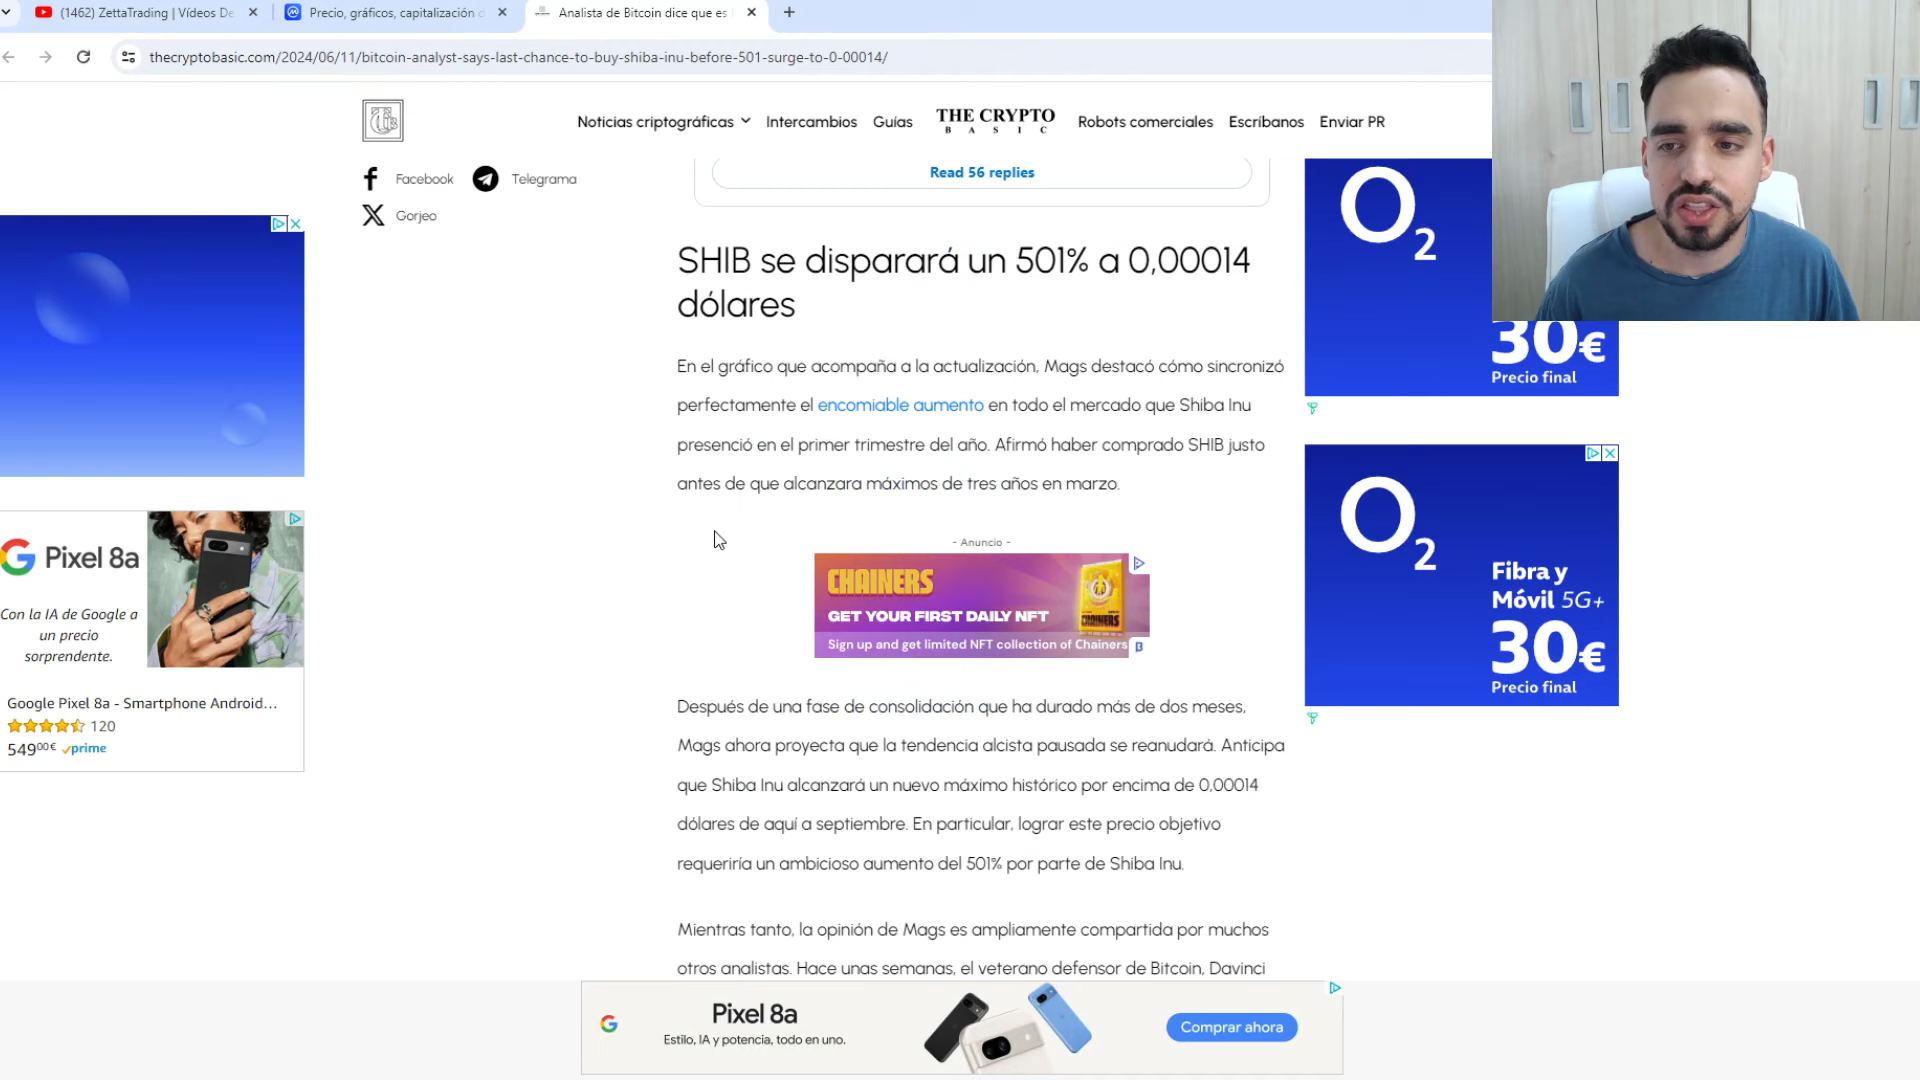 (1462) ZettaTrading | Vídeos De
Precio, gráficos, capitalización d
Analista de Bitcoin dice que es
thecryptobasic.com/2024/06/11/bitcoin-analyst-says-last-chance-to-buy-shiba-inu-before-501-surge-to-0-00014/
Noticias criptográficas
Intercambios
Guías
THE CRYPTO
BASIC
Robots comerciales
Escríbanos
Enviar PR
Facebook
Telegrama
Gorjeo
Read 56 replies
SHIB se disparará un 501% a 0,00014
dólares
En el gráfico que acompaña a la actualización, Mags destacó cómo sincronizó
perfectamente el encomiable aumento en todo el mercado que Shiba Inu
presenció en el primer trimestre del año. Afirmó haber comprado SHIB justo
antes de que alcanzara máximos de tres años en marzo.
- Anuncio -
CHAINERS
GET YOUR FIRST DAILY NFT
Sign up and get limited NFT collection of Chainers
CHAINERS
Después de una fase de consolidación que ha durado más de dos meses,
Mags ahora proyecta que la tendencia alcista pausada se reanudará. Anticipa
que Shiba Inu alcanzará un nuevo máximo histórico por encima de 0,00014
dólares de aquí a septiembre. En particular, lograr este precio objetivo
requeriría un ambicioso aumento del 501% por parte de Shiba Inu.
Mientras tanto, la opinión de Mags es ampliamente compartida por muchos
otros analistas. Hace unas semanas, el veterano defensor de Bitcoin, Davinci
G Pixel 8a
Con la IA de Google a
un precio
sorprendente.
Google Pixel 8a - Smartphone Android...
120
549,00€ prime
O2
30€
Precio final
O2
Fibra y
Móvil 5G+
30€
Precio final
G
Pixel 8a
Estilo, IA y potencia, todo en uno.
Comprar ahora